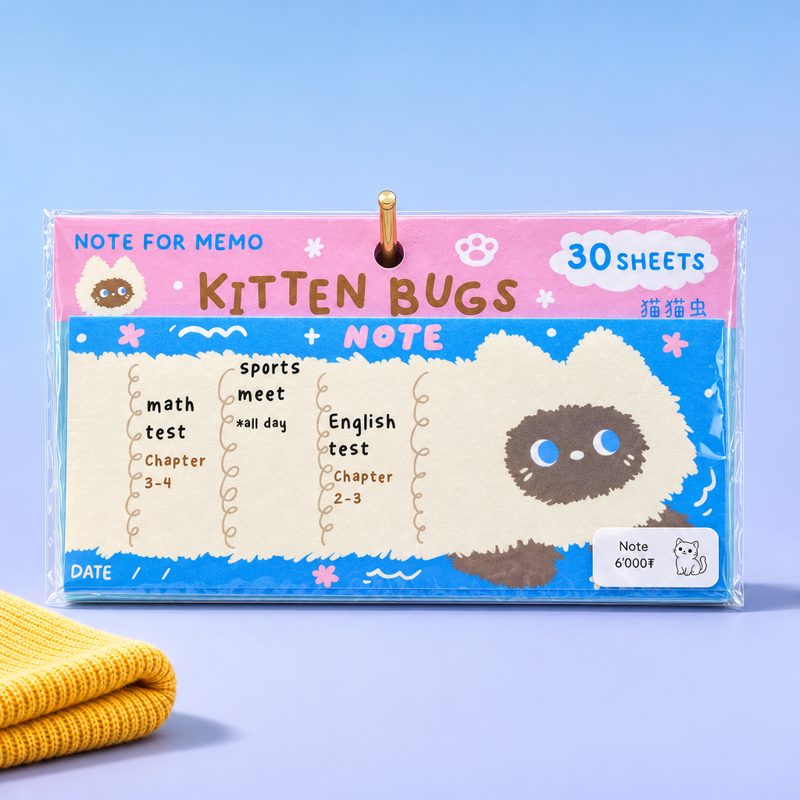 NOTE FOR MEMO
30 SHEETS
KITTEN BUGS
猫猫虫
NOTE
math
test
Chapter
3-4
sports
meet
*all day
English
test
Chapter
2-3
DATE / /
Note
6'000₮